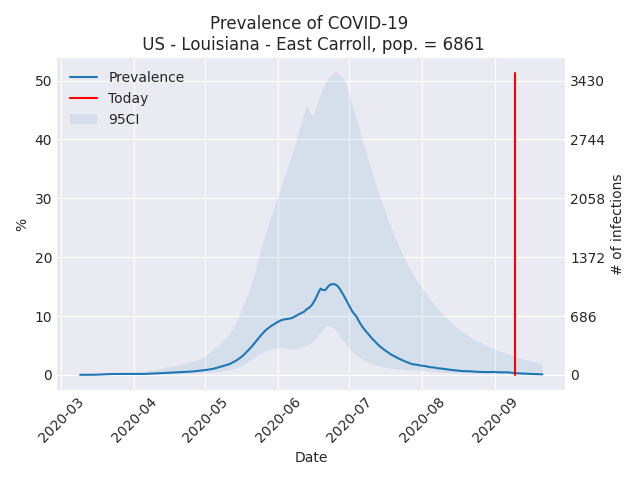 Prevalence of COVID-19
US - Louisiana - East Carroll, pop. = 6861
Prevalence
Today
95CI
50
40
30
20
10
0
%
3430
2744
2058
1372
686
0
# of infections
2020-03
2020-04
2020-05
2020-06
2020-07
2020-08
2020-09
Date